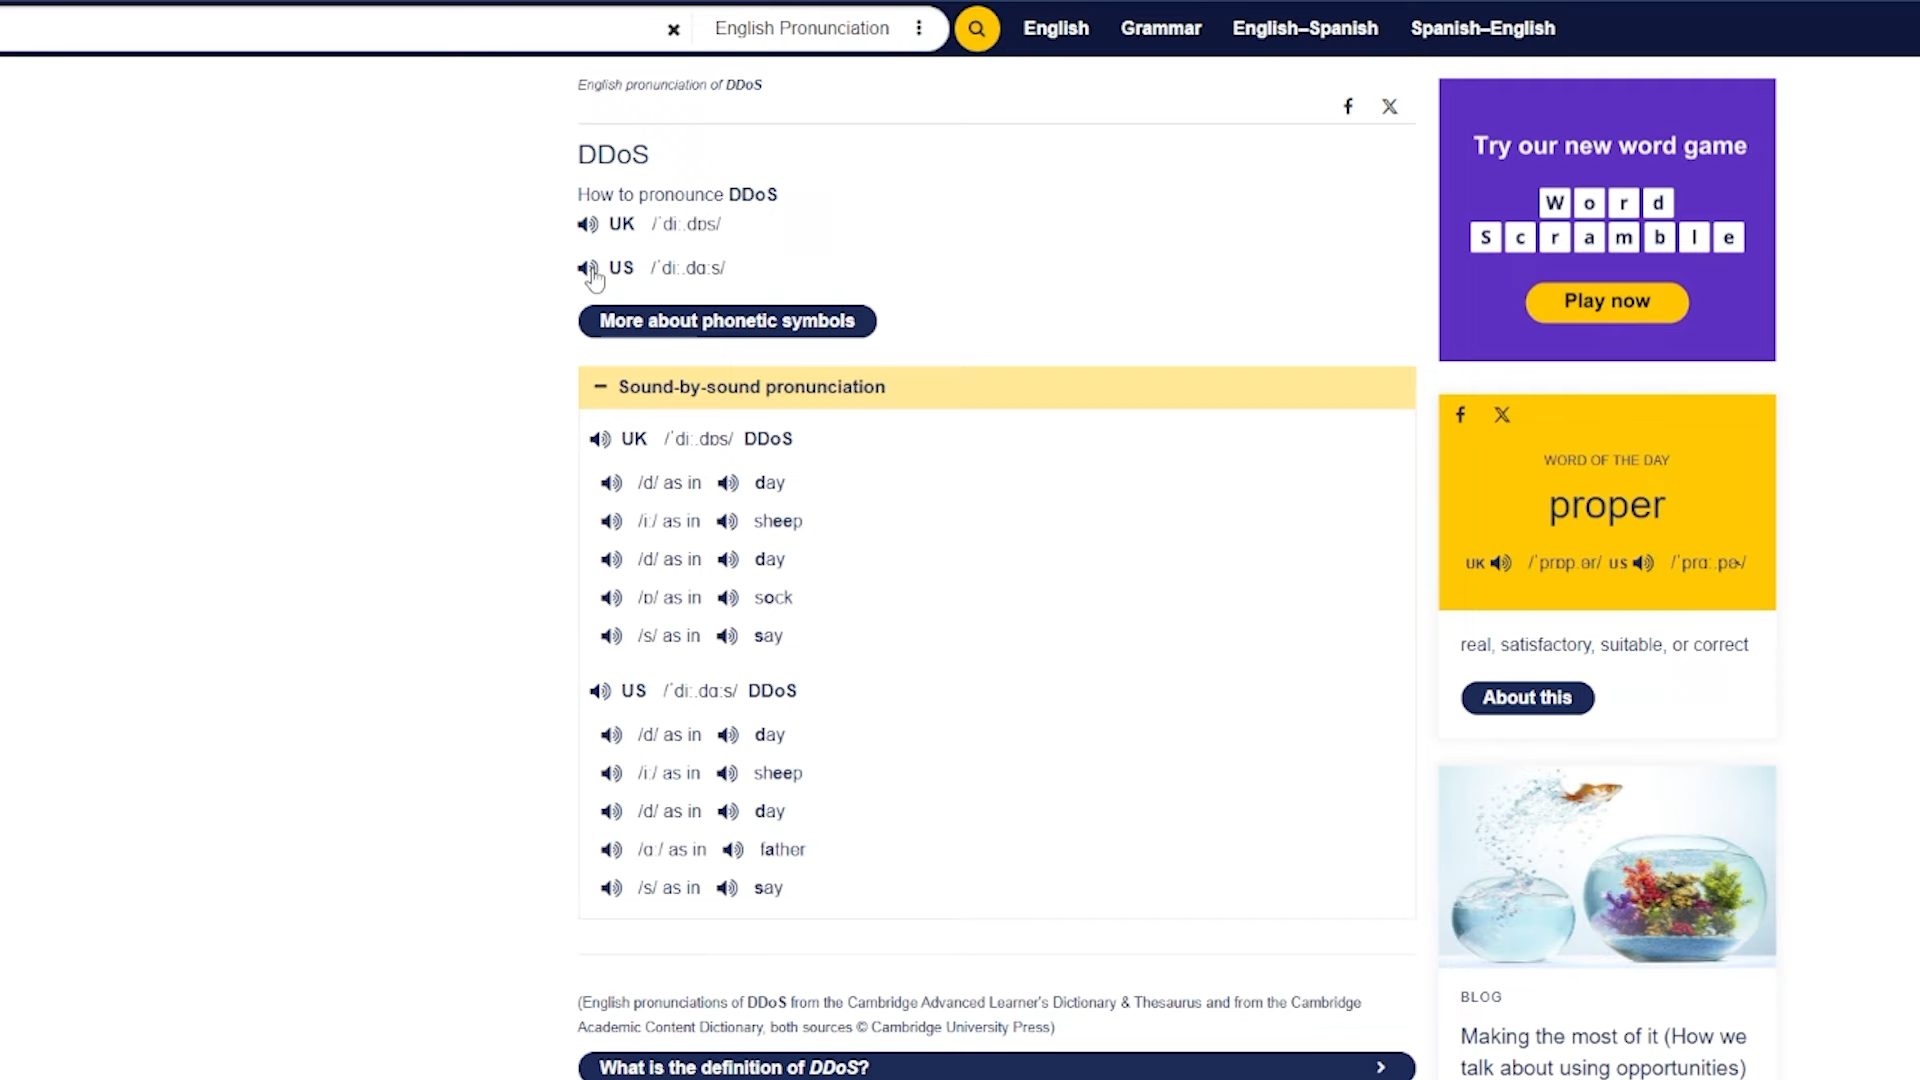 English Pronunciation
English Grammar English–Spanish Spanish–English
English pronunciation of DDoS
DDoS
How to pronounce DDoS
UK /ˈdiː.dɒs/
US /ˈdiː.dɑːs/
More about phonetic symbols
Sound-by-sound pronunciation
UK /ˈdiː.dɒs/ DDoS
/d/ as in day
/iː/ as in sheep
/d/ as in day
/ɒ/ as in sock
/s/ as in say
US /ˈdiː.dɑːs/ DDoS
/d/ as in day
/iː/ as in sheep
/d/ as in day
/ɑː/ as in father
/s/ as in say
(English pronunciations of DDoS from the Cambridge Advanced Learner's Dictionary & Thesaurus and from the Cambridge
Academic Content Dictionary, both sources © Cambridge University Press)
What is the definition of DDoS?
Try our new word game
Word
Scramble
Play now
WORD OF THE DAY
proper
UK /ˈprɒp.ər/ US /ˈprɑː.pɚ/
real, satisfactory, suitable, or correct
About this
BLOG
Making the most of it (How we
talk about using opportunities)